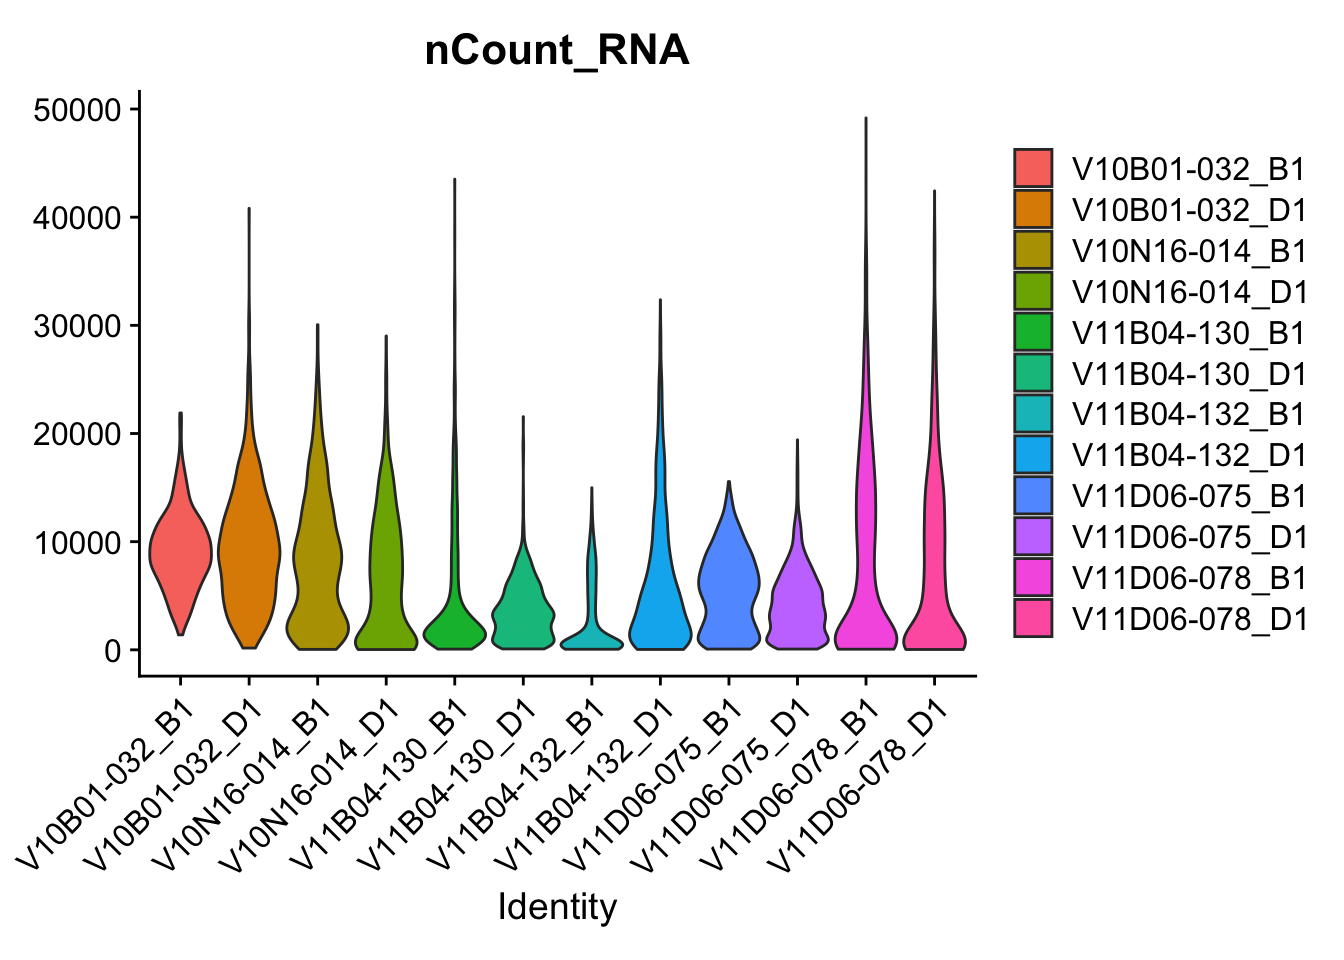 nCount_RNA
50000
40000
30000
20000
10000
0
V10B01-032_B1
V10B01-032_D1
V10N16-014_B1
V10N16-014_D1
V11B04-130_B1
V11B04-130_D1
V11B04-132_B1
V11B04-132_D1
V11D06-075_B1
V11D06-075_D1
V11D06-078_B1
V11D06-078_D1
Identity
V10B01-032_B1
V10B01-032_D1
V10N16-014_B1
V10N16-014_D1
V11B04-130_B1
V11B04-130_D1
V11B04-132_B1
V11B04-132_D1
V11D06-075_B1
V11D06-075_D1
V11D06-078_B1
V11D06-078_D1